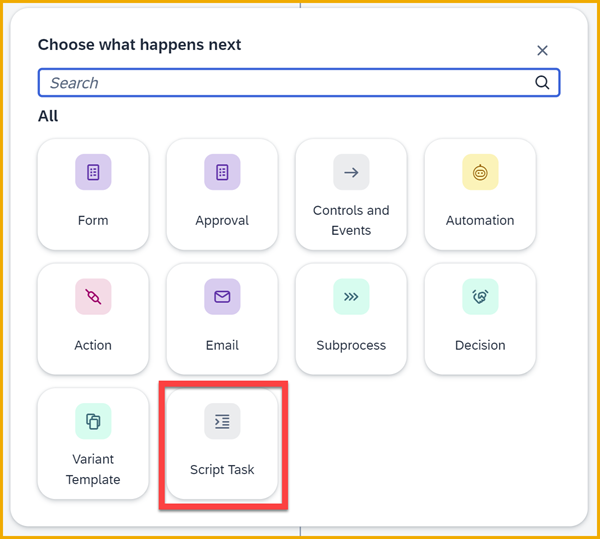 Choose what happens next
Search
All
Form
Approval
Controls and
Events
Automation
Action
Email
Subprocess
Decision
Variant
Template
Script Task